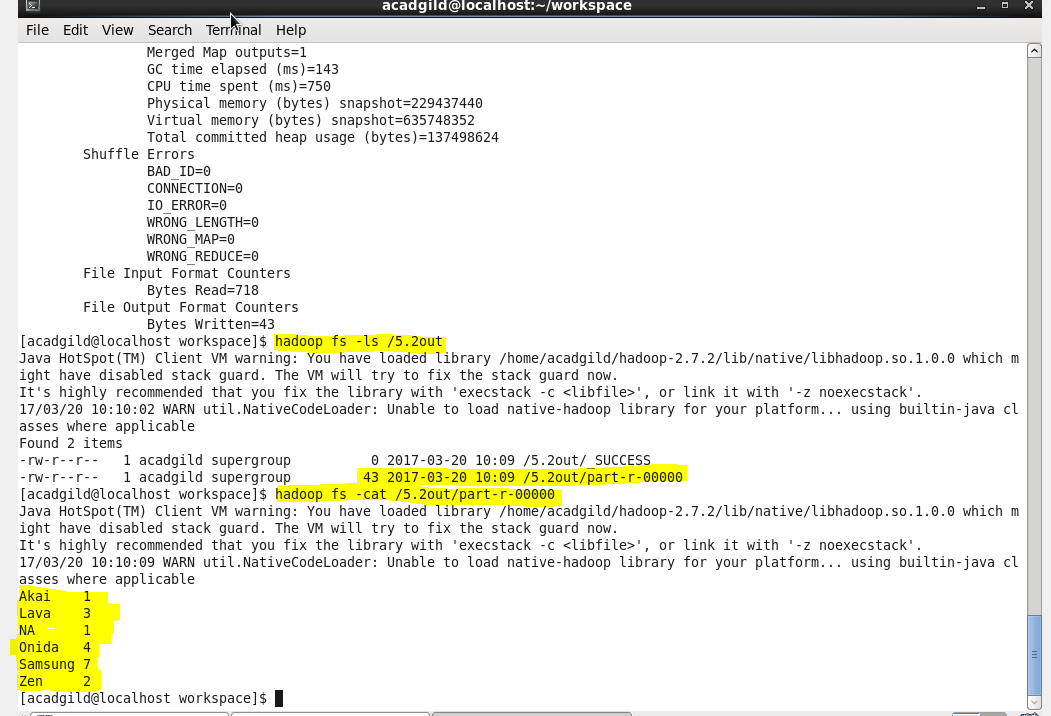 acadgild@localhost:~/workspace
File Edit View Search Terminal Help
Merged Map outputs=1
GC time elapsed (ms)=143
CPU time spent (ms)=750
Physical memory (bytes) snapshot=229437440
Virtual memory (bytes) snapshot=635748352
Total committed heap usage (bytes)=137498624
Shuffle Errors
BAD_ID=0
CONNECTION=0
IO_ERROR=0
WRONG_LENGTH=0
WRONG_MAP=0
WRONG_REDUCE=0
File Input Format Counters
Bytes Read=718
File Output Format Counters
Bytes Written=43
[acadgild@localhost workspace]$ hadoop fs -ls /5.2out
Java HotSpot(TM) Client VM warning: You have loaded library /home/acadgild/hadoop-2.7.2/lib/native/libhadoop.so.1.0.0 which m
ight have disabled stack guard. The VM will try to fix the stack guard now.
It's highly recommended that you fix the library with 'execstack -c <libfile>', or link it with '-z noexecstack'.
17/03/20 10:10:02 WARN util.NativeCodeLoader: Unable to load native-hadoop library for your platform... using builtin-java cl
asses where applicable
Found 2 items
-rw-r--r--   1 acadgild supergroup          0 2017-03-20 10:09 /5.2out/_SUCCESS
-rw-r--r--   1 acadgild supergroup         43 2017-03-20 10:09 /5.2out/part-r-00000
[acadgild@localhost workspace]$ hadoop fs -cat /5.2out/part-r-00000
Java HotSpot(TM) Client VM warning: You have loaded library /home/acadgild/hadoop-2.7.2/lib/native/libhadoop.so.1.0.0 which m
ight have disabled stack guard. The VM will try to fix the stack guard now.
It's highly recommended that you fix the library with 'execstack -c <libfile>', or link it with '-z noexecstack'.
17/03/20 10:10:09 WARN util.NativeCodeLoader: Unable to load native-hadoop library for your platform... using builtin-java cl
asses where applicable
Akai    1
Lava    3
NA      1
Onida   4
Samsung 7
Zen     2
[acadgild@localhost workspace]$